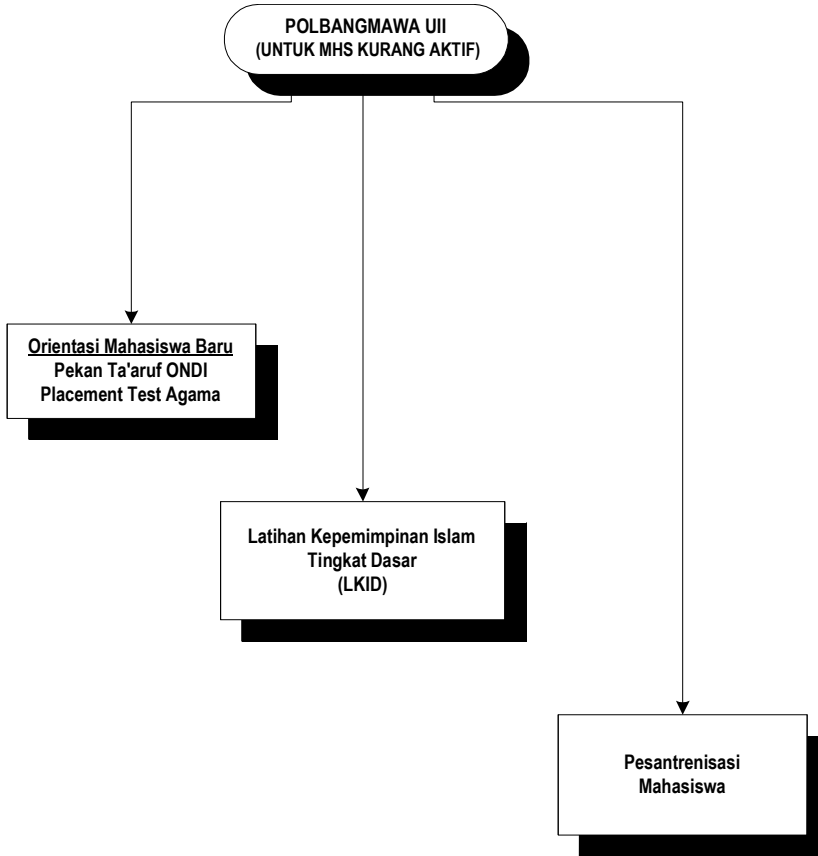 POLBANGMAWA UII
(UNTUK MHS KURANG AKTIF)
Orientasi Mahasiswa Baru
Pekan Ta'aruf ONDI
Placement Test Agama
Latihan Kepemimpinan Islam
Tingkat Dasar
(LKID)
Pesantrenisasi
Mahasiswa